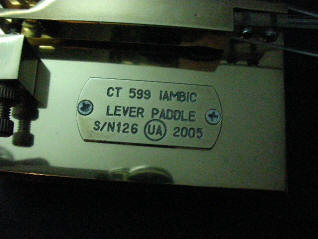 CT 599 iAMBIC
LEVER PADDLE
S/N126 UA 2005